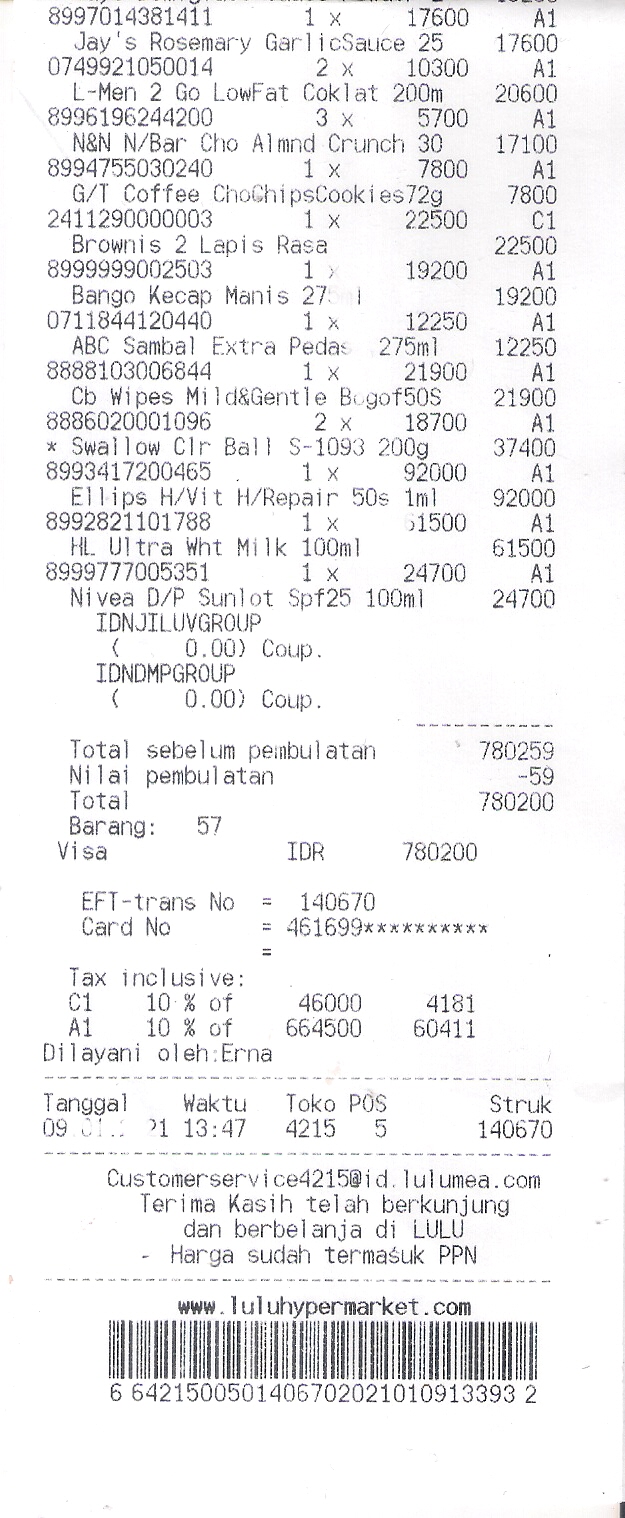 8997014381411 1 x 17600 A1
Jay's Rosemary GarlicSauce 25 17600
0749921050014 2 x 10300 A1
L-Men 2 Go LowFat Coklat 200m 20600
8996196244200 3 x 5700 A1
N&N N/Bar Cho Almnd Crunch 30 17100
8994755030240 1 x 7800 A1
G/T Coffee ChoChipsCookies72g 7800
2411290000003 1 x 22500 C1
Brownis 2 Lapis Rasa 22500
8999999002503 1 x 19200 A1
Bango Kecap Manis 19200
0711844120440 1 x 12250 A1
ABC Sambal Extra Pedas 275ml 12250
8888103006844 1 x 21900 A1
Cb Wipes Mild&Gentle Bogof50S 21900
8886020001096 2 x 18700 A1
* Swallow Clr Ball S-1093 200g 37400
8993417200465 1 x 92000 A1
Ellips H/Vit H/Repair 50s 1ml 92000
8992821101788 1 x 61500 A1
HL Ultra Wht Milk 100ml 61500
8999777005351 1 x 24700 A1
Nivea D/P Sunlot Spf25 100ml 24700
IDNJILUVGROUP
( 0.00) Coup.
IDNDMPGROUP
( 0.00) Coup.
Total sebelum pembulatan 780259
Nilai pembulatan -59
Total 780200
Barang: 57
Visa IDR 780200
EFT-trans No = 140670
Card No = 461699**********
=
Tax inclusive:
C1 10 % of 46000 4181
A1 10 % of 664500 60411
Dilayani oleh:Erna
Tanggal Waktu Toko POS Struk
09 13:47 4215 5 140670
Customerservice4215@id.lulumea.com
Terima Kasih telah berkunjung
dan berbelanja di LULU
- Harga sudah termasuk PPN
www.luluhypermarket.com
6 6421500501406702021010913393 2